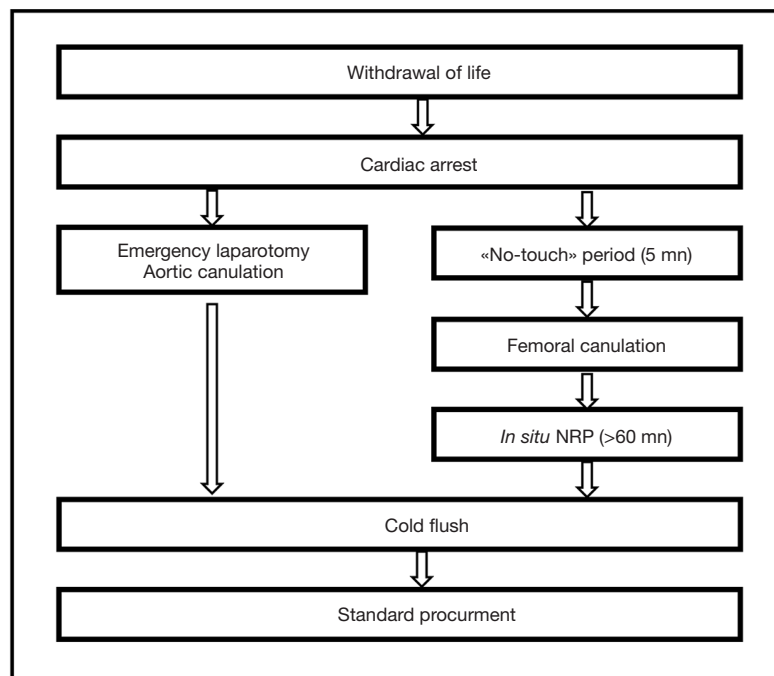 Withdrawal of life
Cardiac arrest
Emergency laparotomy
Aortic canulation
«No-touch» period (5 mn)
Femoral canulation
In situ NRP (>60 mn)
Cold flush
Standard procurment